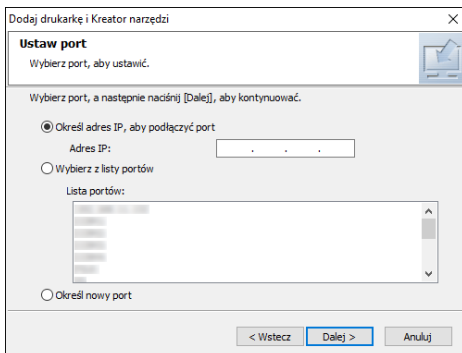 Dodaj drukarkę i Kreator narzędzi
Ustaw port
Wybierz port, aby ustawić.
Wybierz port, a następnie naciśnij [Dalej], aby kontynuować.
Określ adres IP, aby podłączyć port
Adres IP:
Wybierz z listy portów
Lista portów:
Określ nowy port
< Wstecz Dalej > Anuluj